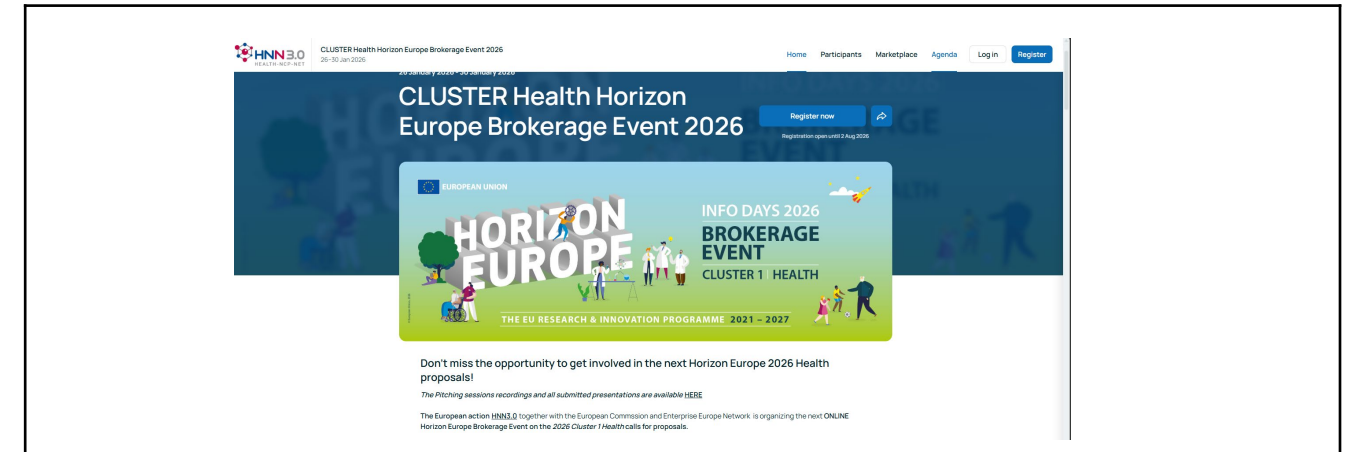 HNN3.0
HEALTH-NCP-NET
CLUSTER Health Horizon Europe Brokerage Event 2026
26-30 Jan 2026
Home Participants Marketplace Agenda Log in Register
26 January 2026 - 30 January 2026
CLUSTER Health Horizon
Europe Brokerage Event 2026
Register now
Registration open until 2 Aug 2026
EUROPEAN UNION
HORIZON
EUROPE
INFO DAYS 2026
BROKERAGE
EVENT
CLUSTER 1 | HEALTH
THE EU RESEARCH & INNOVATION PROGRAMME 2021 – 2027
Don't miss the opportunity to get involved in the next Horizon Europe 2026 Health
proposals!
The Pitching sessions recordings and all submitted presentations are available HERE
The European action HNN3.0 together with the European Commssion and Enterprise Europe Network is organizing the next ONLINE
Horizon Europe Brokerage Event on the 2026 Cluster 1 Health calls for proposals.